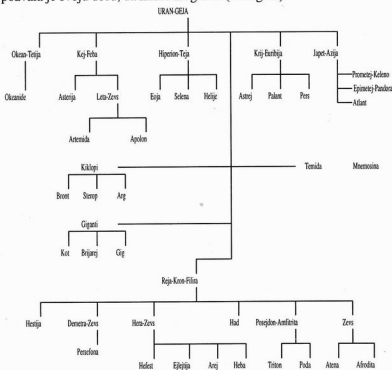 URAN-GEJA
Okean-Tetija Kej-Feba Hiperion-Teja Krij-Euribija Japet-Azija
Prometej-Keleno
Epimetej-Pandora
Atlant
Okeanide Asterija Leta-Zevs Eoja Selena Helije Astrej Palant Pers
Artemida Apolon
Kiklopi Temida Mnemosina
Bront Sterop Arg
Giganti
Kot Brijarej Gig
Reja-Kron-Filira
Hestija Demetra-Zevs Hera-Zevs Had Posejdon-Amfitrita Zevs
Persefona
Hefest Ejlejtija Arej Heba Triton Poda Atena Afrodita